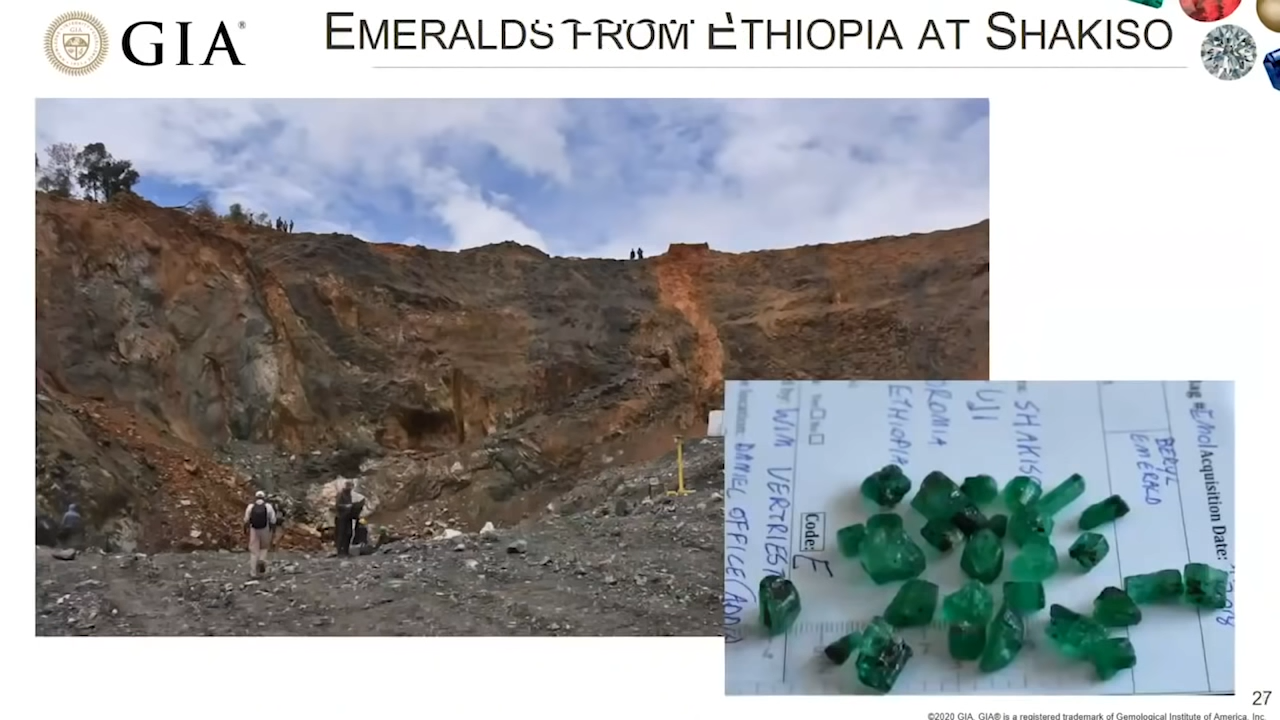 GIA®
EMERALDS FROM ETHIOPIA AT SHAKISO
SHAKISO
UJI
ETHIOPIA
WIM VERTRIEST
DANIEL OFFICE
Code: E
BERYL
EMERALD
Acquisition Date:
27
©2020 GIA. GIA® is a registered trademark of Gemological Institute of America, Inc.